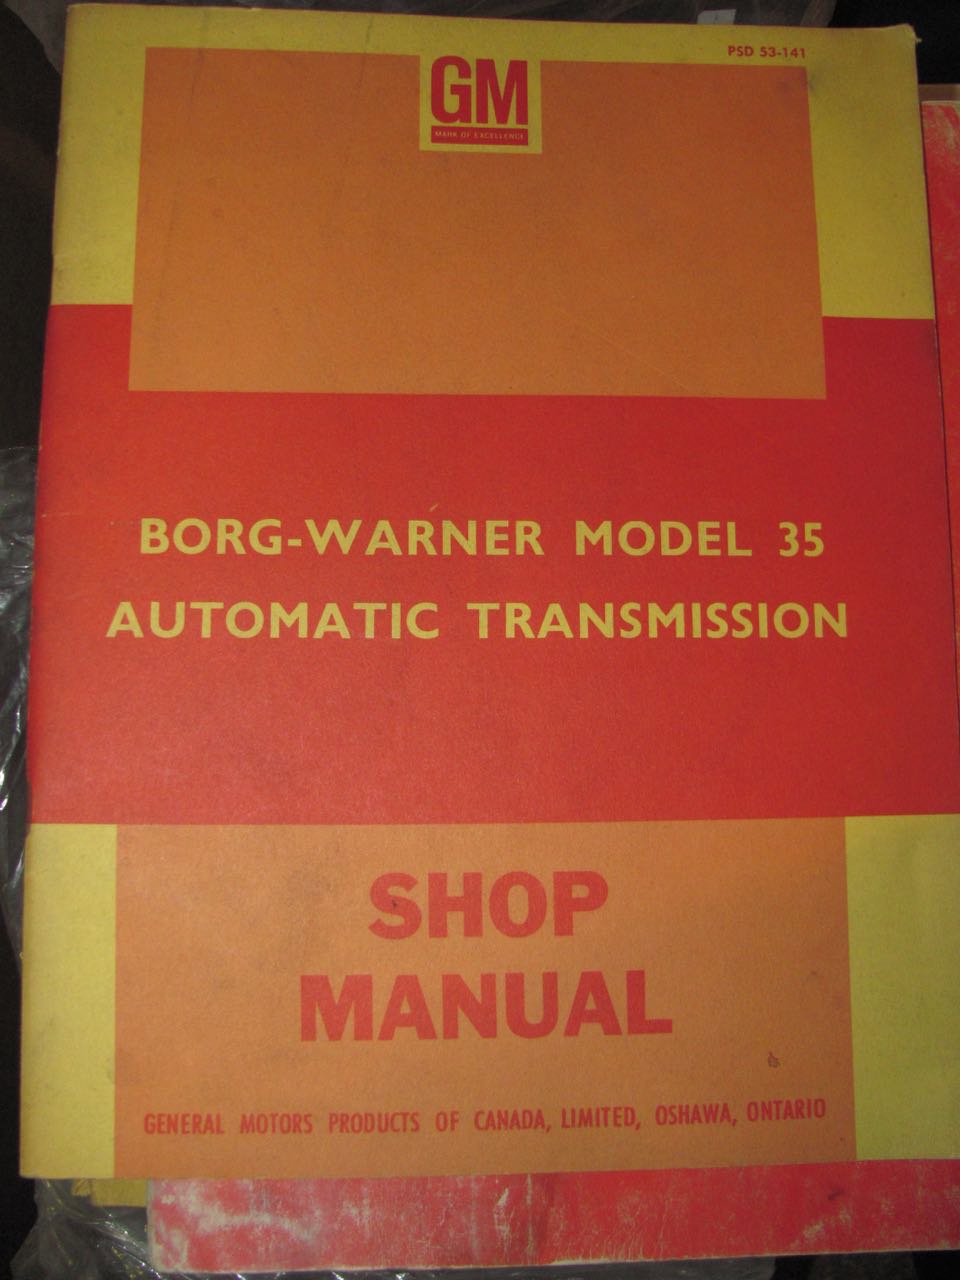 PSD 53-141
GM
MARK OF EXCELLENCE
BORG-WARNER MODEL 35
AUTOMATIC TRANSMISSION
SHOP
MANUAL
GENERAL MOTORS PRODUCTS OF CANADA, LIMITED, OSHAWA, ONTARIO